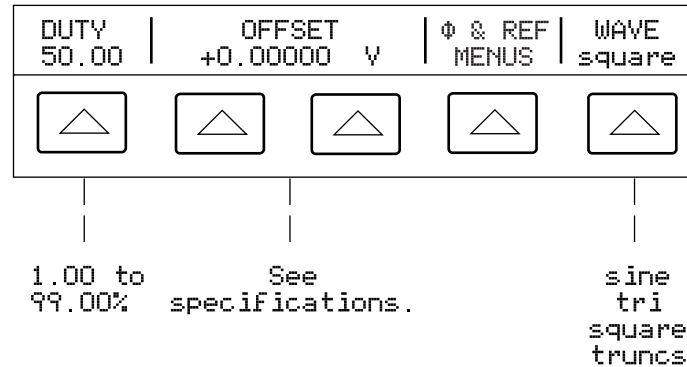 DUTY
50.00
OFFSET
+0.00000 V
Φ & REF
MENUS
WAVE
square
1.00 to
99.00%
See
specifications.
sine
tri
square
truncs